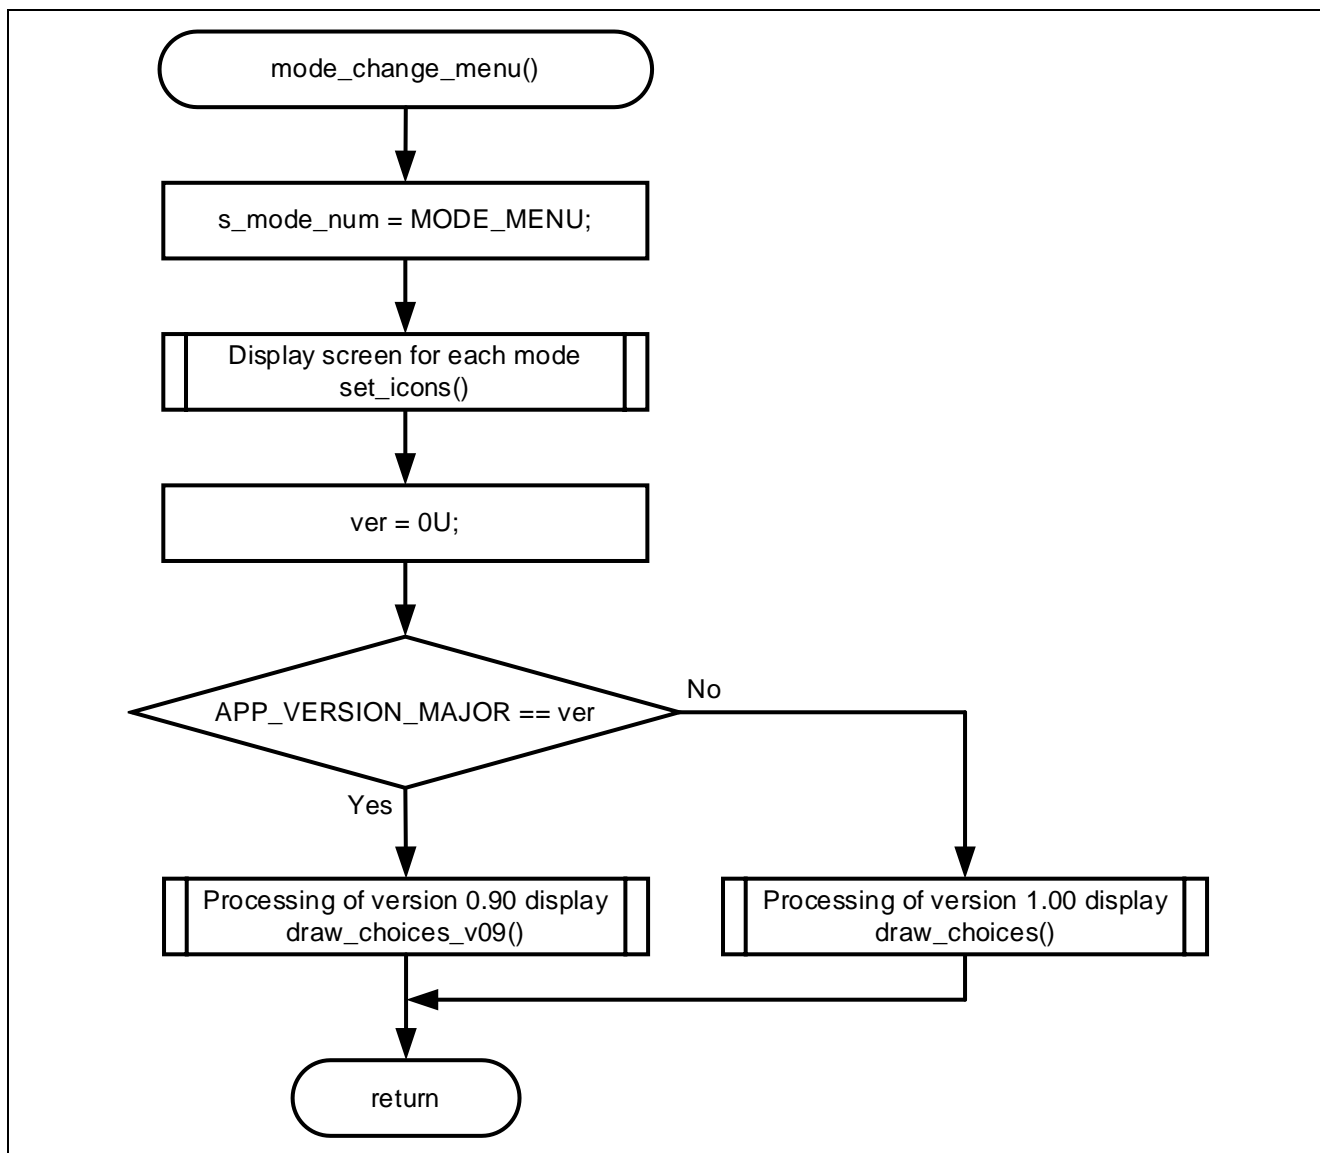 mode_change_menu()
s_mode_num = MODE_MENU;
Display screen for each mode
set_icons()
ver = 0U;
APP_VERSION_MAJOR == ver
No
Yes
Processing of version 0.90 display
draw_choices_v09()
Processing of version 1.00 display
draw_choices()
return